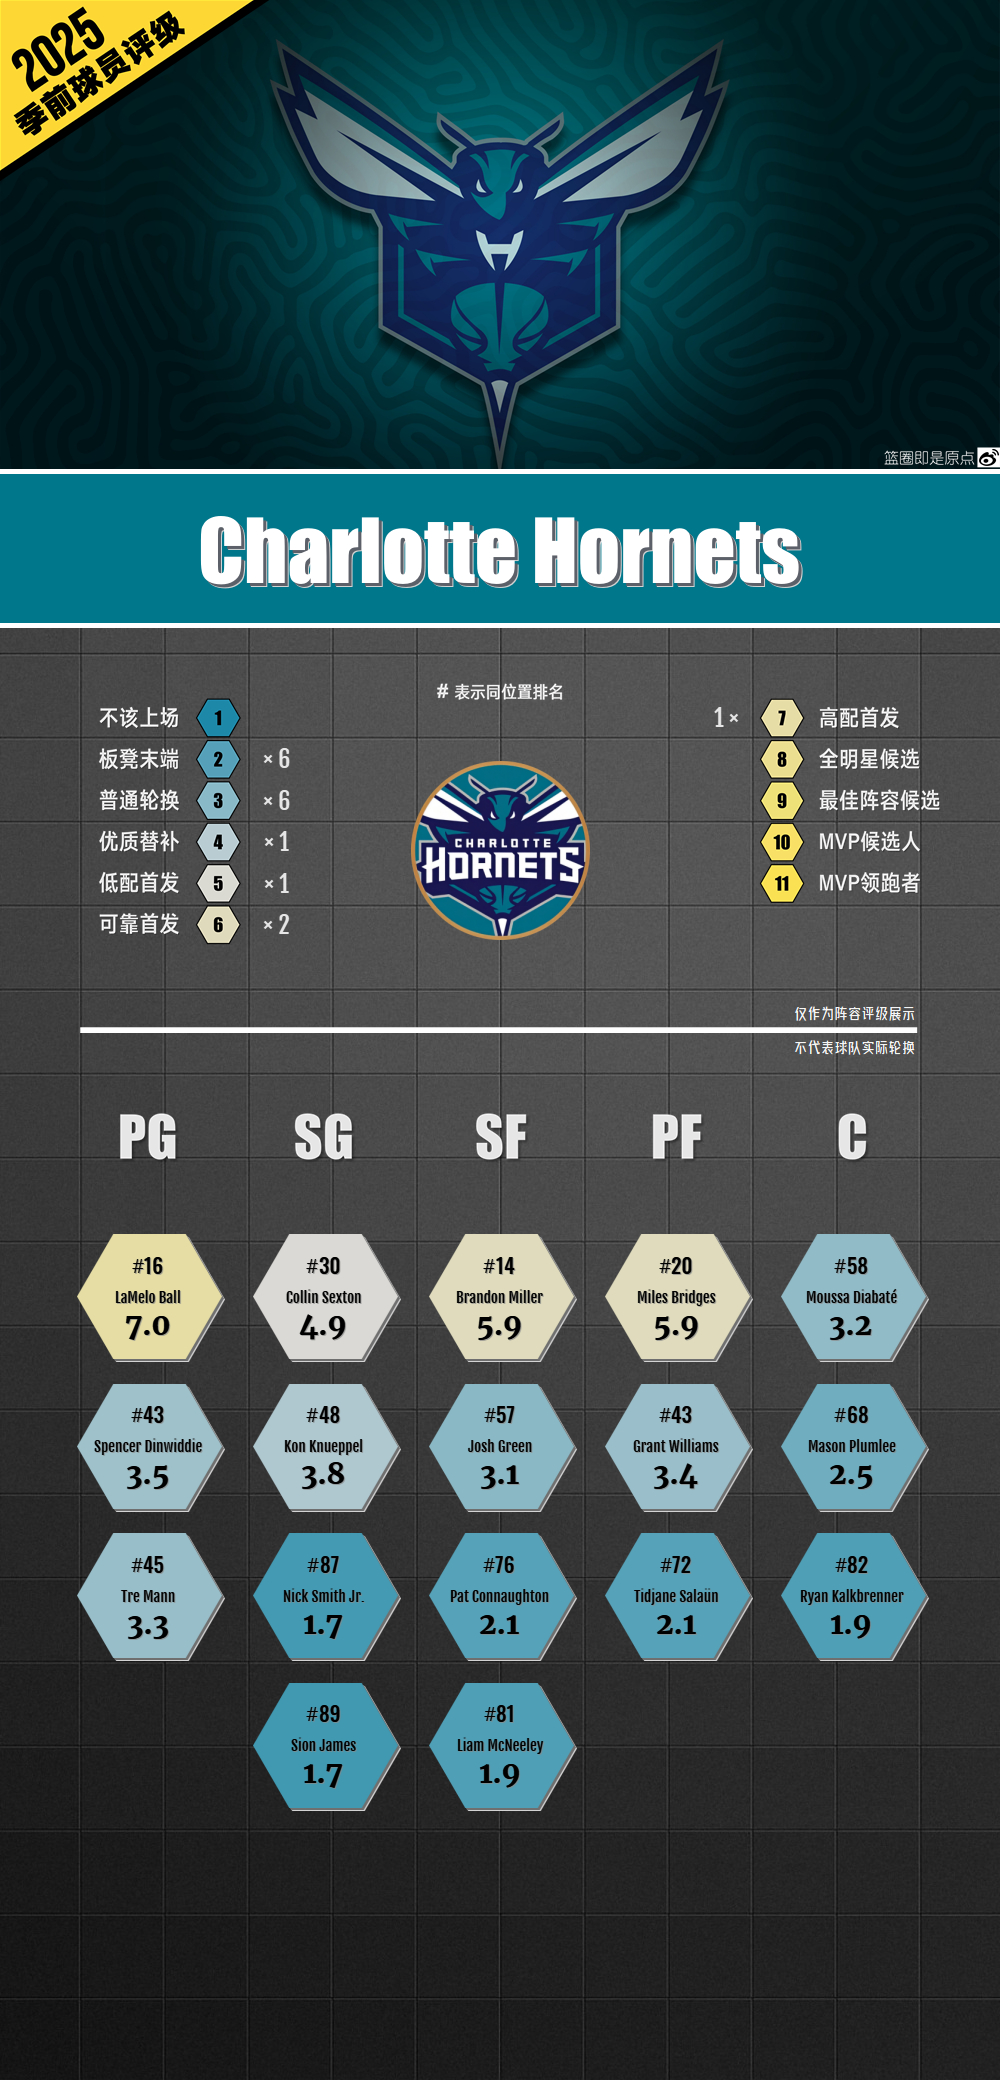 2025
季前球员评级
篮圈即是原点
Charlotte Hornets
# 表示同位置排名
不该上场 1
板凳末端 2 × 6
普通轮换 3 × 6
优质替补 4 × 1
低配首发 5 × 1
可靠首发 6 × 2
CHARLOTTE
HORNETS
1 × 7 高配首发
8 全明星候选
9 最佳阵容候选
10 MVP候选人
11 MVP领跑者
仅作为阵容评级展示
不代表球队实际轮换
PG SG SF PF C
#16 #30 #14 #20 #58
LaMelo Ball Collin Sexton Brandon Miller Miles Bridges Moussa Diabaté
7.0 4.9 5.9 5.9 3.2
#43 #48 #57 #43 #68
Spencer Dinwiddie Kon Knueppel Josh Green Grant Williams Mason Plumlee
3.5 3.8 3.1 3.4 2.5
#45 #87 #76 #72 #82
Tre Mann Nick Smith Jr. Pat Connaughton Tidjane Salaün Ryan Kalkbrenner
3.3 1.7 2.1 2.1 1.9
#89 #81
Sion James Liam McNeeley
1.7 1.9